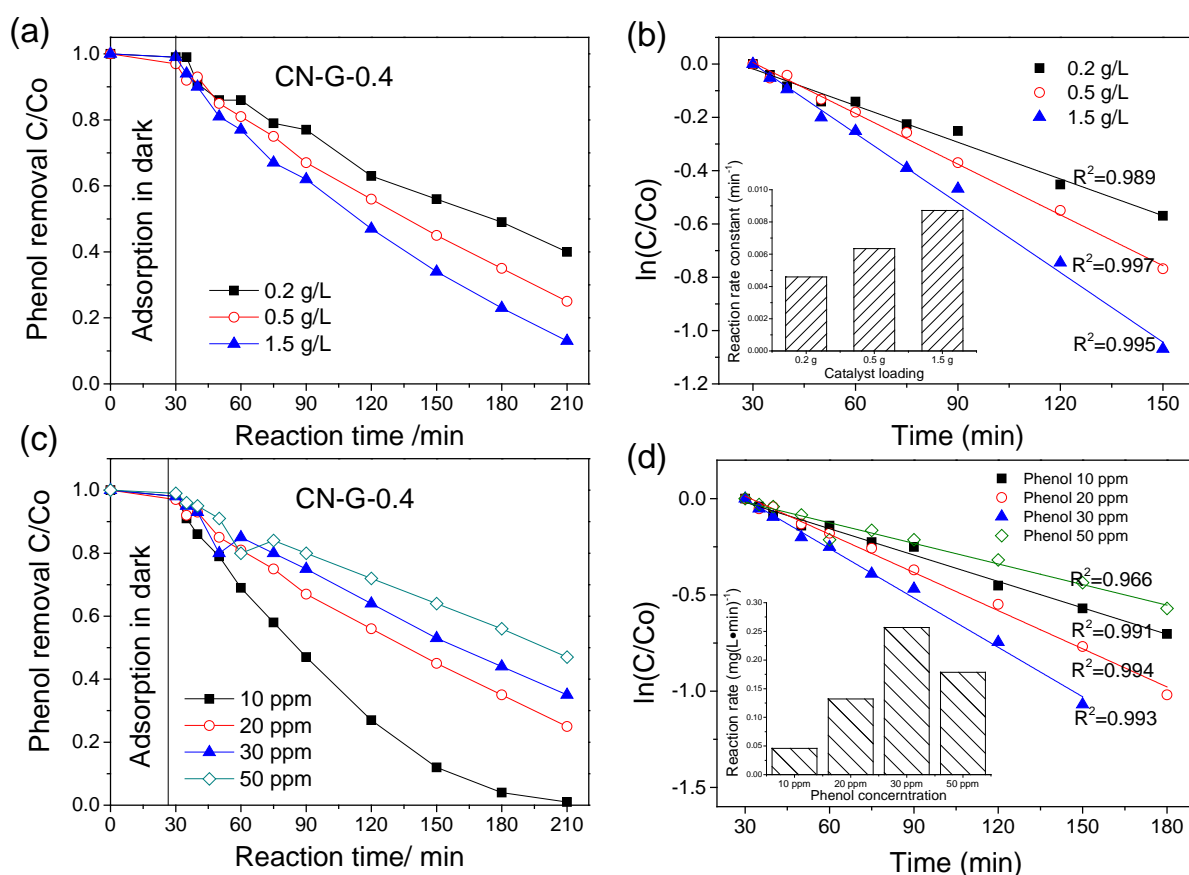 (a)
CN-G-0.4
Phenol removal C/Co
Adsorption in dark
1.0
0.8
0.6
0.4
0.2
0.0
0.2 g/L
0.5 g/L
1.5 g/L
0 30 60 90 120 150 180 210
Reaction time /min
(b)
ln(C/Co)
0.0
-0.2
-0.4
-0.6
-0.8
-1.0
-1.2
0.2 g/L
0.5 g/L
1.5 g/L
R²=0.989
R²=0.997
R²=0.995
Reaction rate constant (min⁻¹)
0.010
0.008
0.006
0.004
0.002
0.000
0.2 g 0.5 g 1.5 g
Catalyst loading
30 60 90 120 150
Time (min)
(c)
CN-G-0.4
Phenol removal C/Co
Adsorption in dark
1.0
0.8
0.6
0.4
0.2
0.0
10 ppm
20 ppm
30 ppm
50 ppm
0 30 60 90 120 150 180 210
Reaction time/ min
(d)
ln(C/Co)
0.0
-0.5
-1.0
-1.5
Phenol 10 ppm
Phenol 20 ppm
Phenol 30 ppm
Phenol 50 ppm
R²=0.966
R²=0.991
R²=0.994
R²=0.993
Reaction rate (mg(L•min)⁻¹
0.30
0.25
0.20
0.15
0.10
0.05
0.00
10 ppm 20 ppm 30 ppm 50 ppm
Phenol concerntration
30 60 90 120 150 180
Time (min)